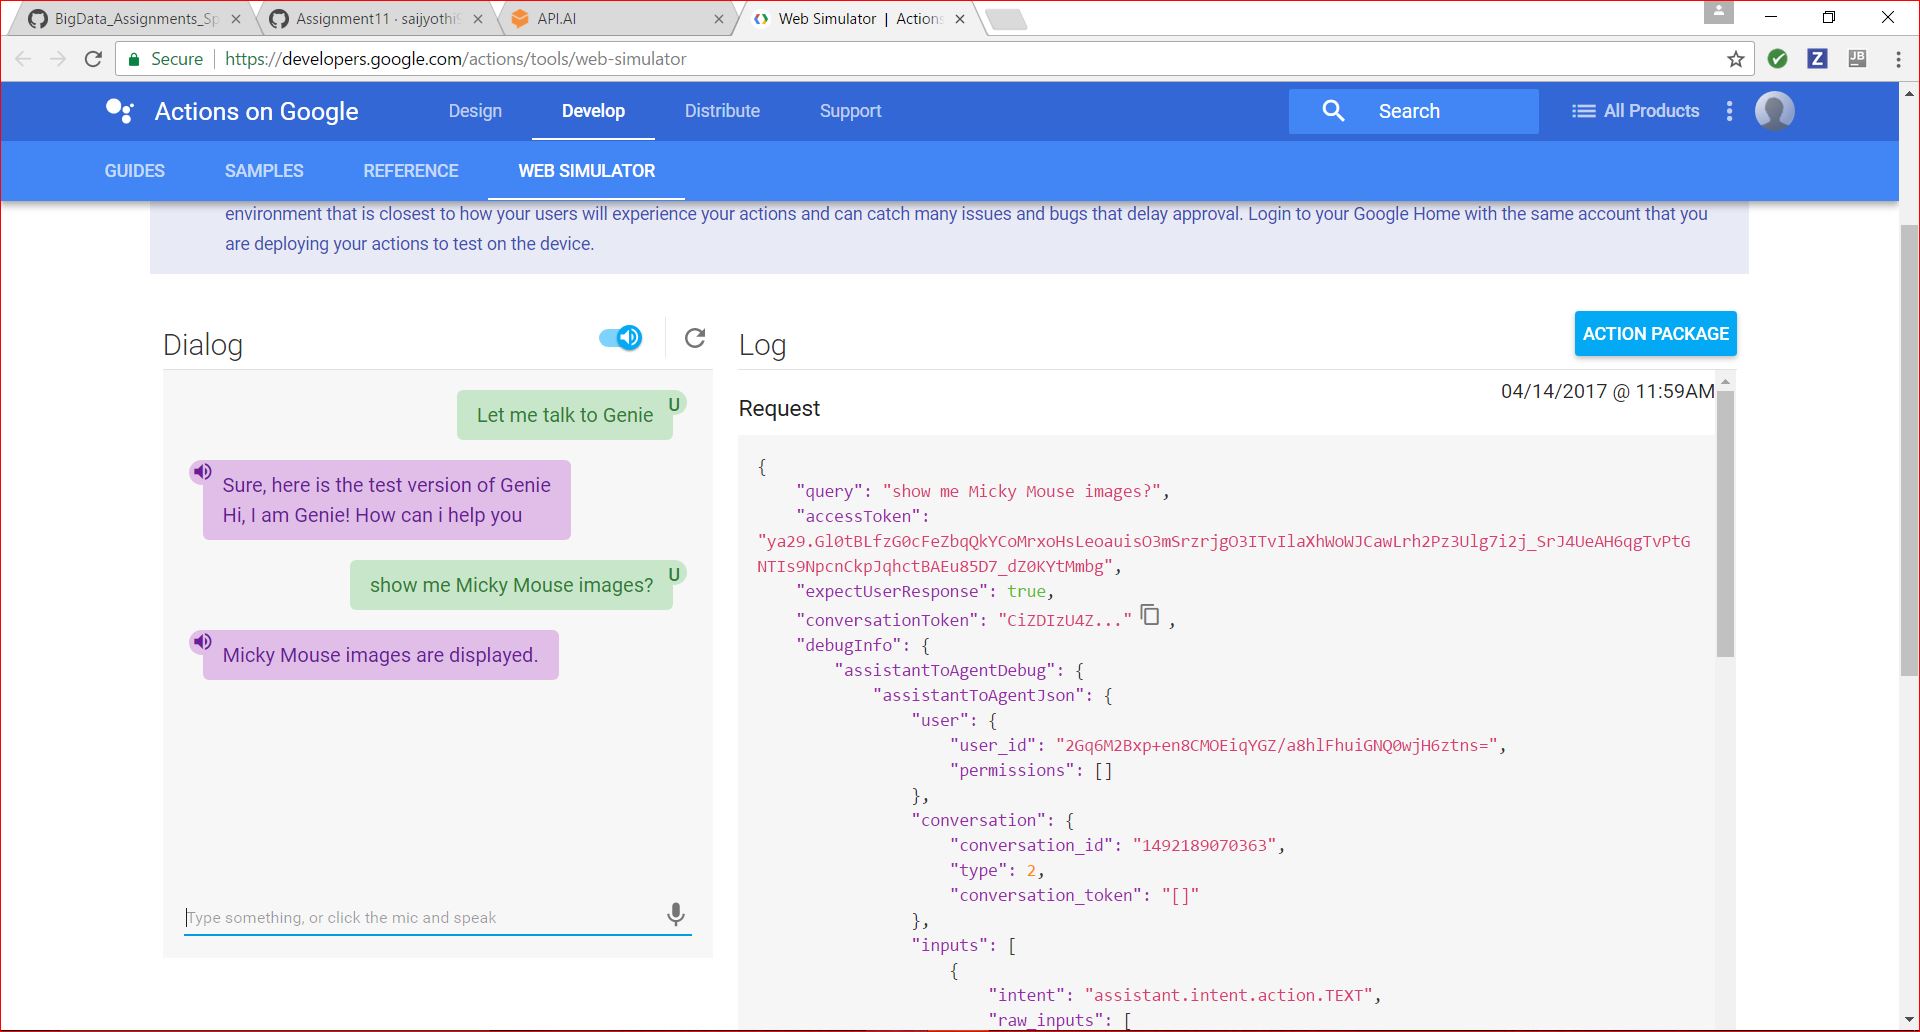 BigData_Assignments_Sp
Assignment11 · saijyothi9
API.AI
Web Simulator | Actions
Secure
https://developers.google.com/actions/tools/web-simulator
Z
JB
Actions on Google
Design
Develop
Distribute
Support
Search
All Products
GUIDES
SAMPLES
REFERENCE
WEB SIMULATOR
environment that is closest to how your users will experience your actions and can catch many issues and bugs that delay approval. Login to your Google Home with the same account that you
are deploying your actions to test on the device.
Dialog
Let me talk to Genie
U
Sure, here is the test version of Genie
Hi, I am Genie! How can i help you
show me Micky Mouse images?
U
Micky Mouse images are displayed.
Type something, or click the mic and speak
Log
ACTION PACKAGE
04/14/2017 @ 11:59AM
Request
{
"query": "show me Micky Mouse images?",
"accessToken":
"ya29.Gl0tBLfzG0cFeZbqQkYCoMrxoHsLeoauisO3mSrzrjgO3ITvIlaXhWoWJCawLrh2Pz3Ulg7i2j_SrJ4UeAH6qgTvPtG
NTIs9NpcnCkpJqhctBAEu85D7_dZ0KYtMmbg",
"expectUserResponse": true,
"conversationToken": "CiZDIzU4Z..." ,
"debugInfo": {
"assistantToAgentDebug": {
"assistantToAgentJson": {
"user": {
"user_id": "2Gq6M2Bxp+en8CMOEiqYGZ/a8hlFhuiGNQ0wjH6ztns=",
"permissions": []
},
"conversation": {
"conversation_id": "1492189070363",
"type": 2,
"conversation_token": "[]"
},
"inputs": [
{
"intent": "assistant.intent.action.TEXT",
"raw_inputs": [